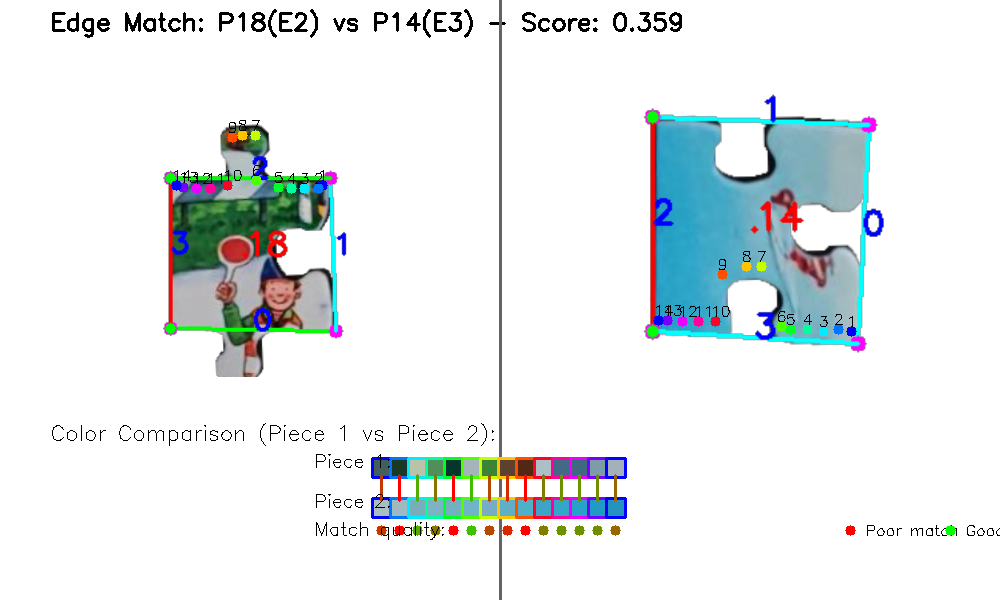 Edge Match: P18(E2) vs P14(E3) - Score: 0.359
1
9 8 7
2
14 13 12 11 10 6 5 4 3 2 1
3 18 1
0
2 .14 0
9 8 7
14 13 12 11 10 6 5 4 3 2 1
3
Color Comparison (Piece 1 vs Piece 2):
Piece 1:
Piece 2:
Match quality:
Poor match Good